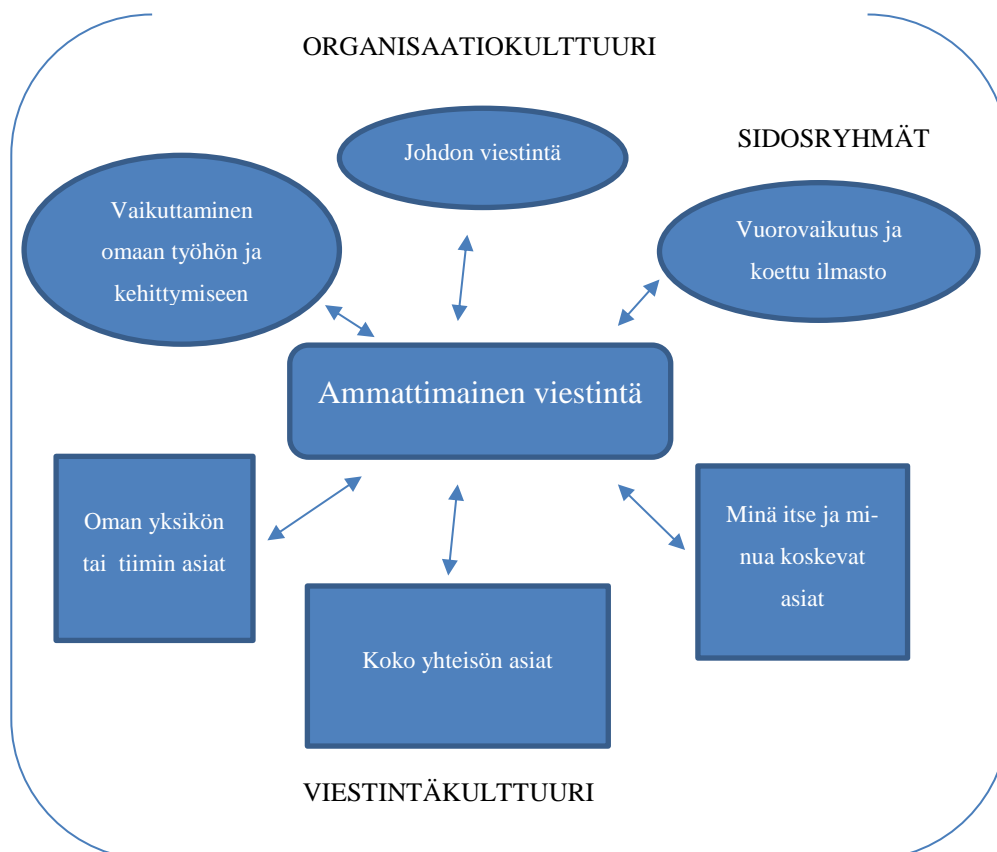 ORGANISAATIOKULTTUURI
SIDOSRYHMÄT
Johdon viestintä
Vaikuttaminen
omaan työhön ja
kehittymiseen
Vuorovaikutus ja
koettu ilmasto
Ammattimainen viestintä
Oman yksikön
tai tiimin asiat
Minä itse ja mi-
nua koskevat
asiat
Koko yhteisön asiat
VIESTINTÄKULTTUURI